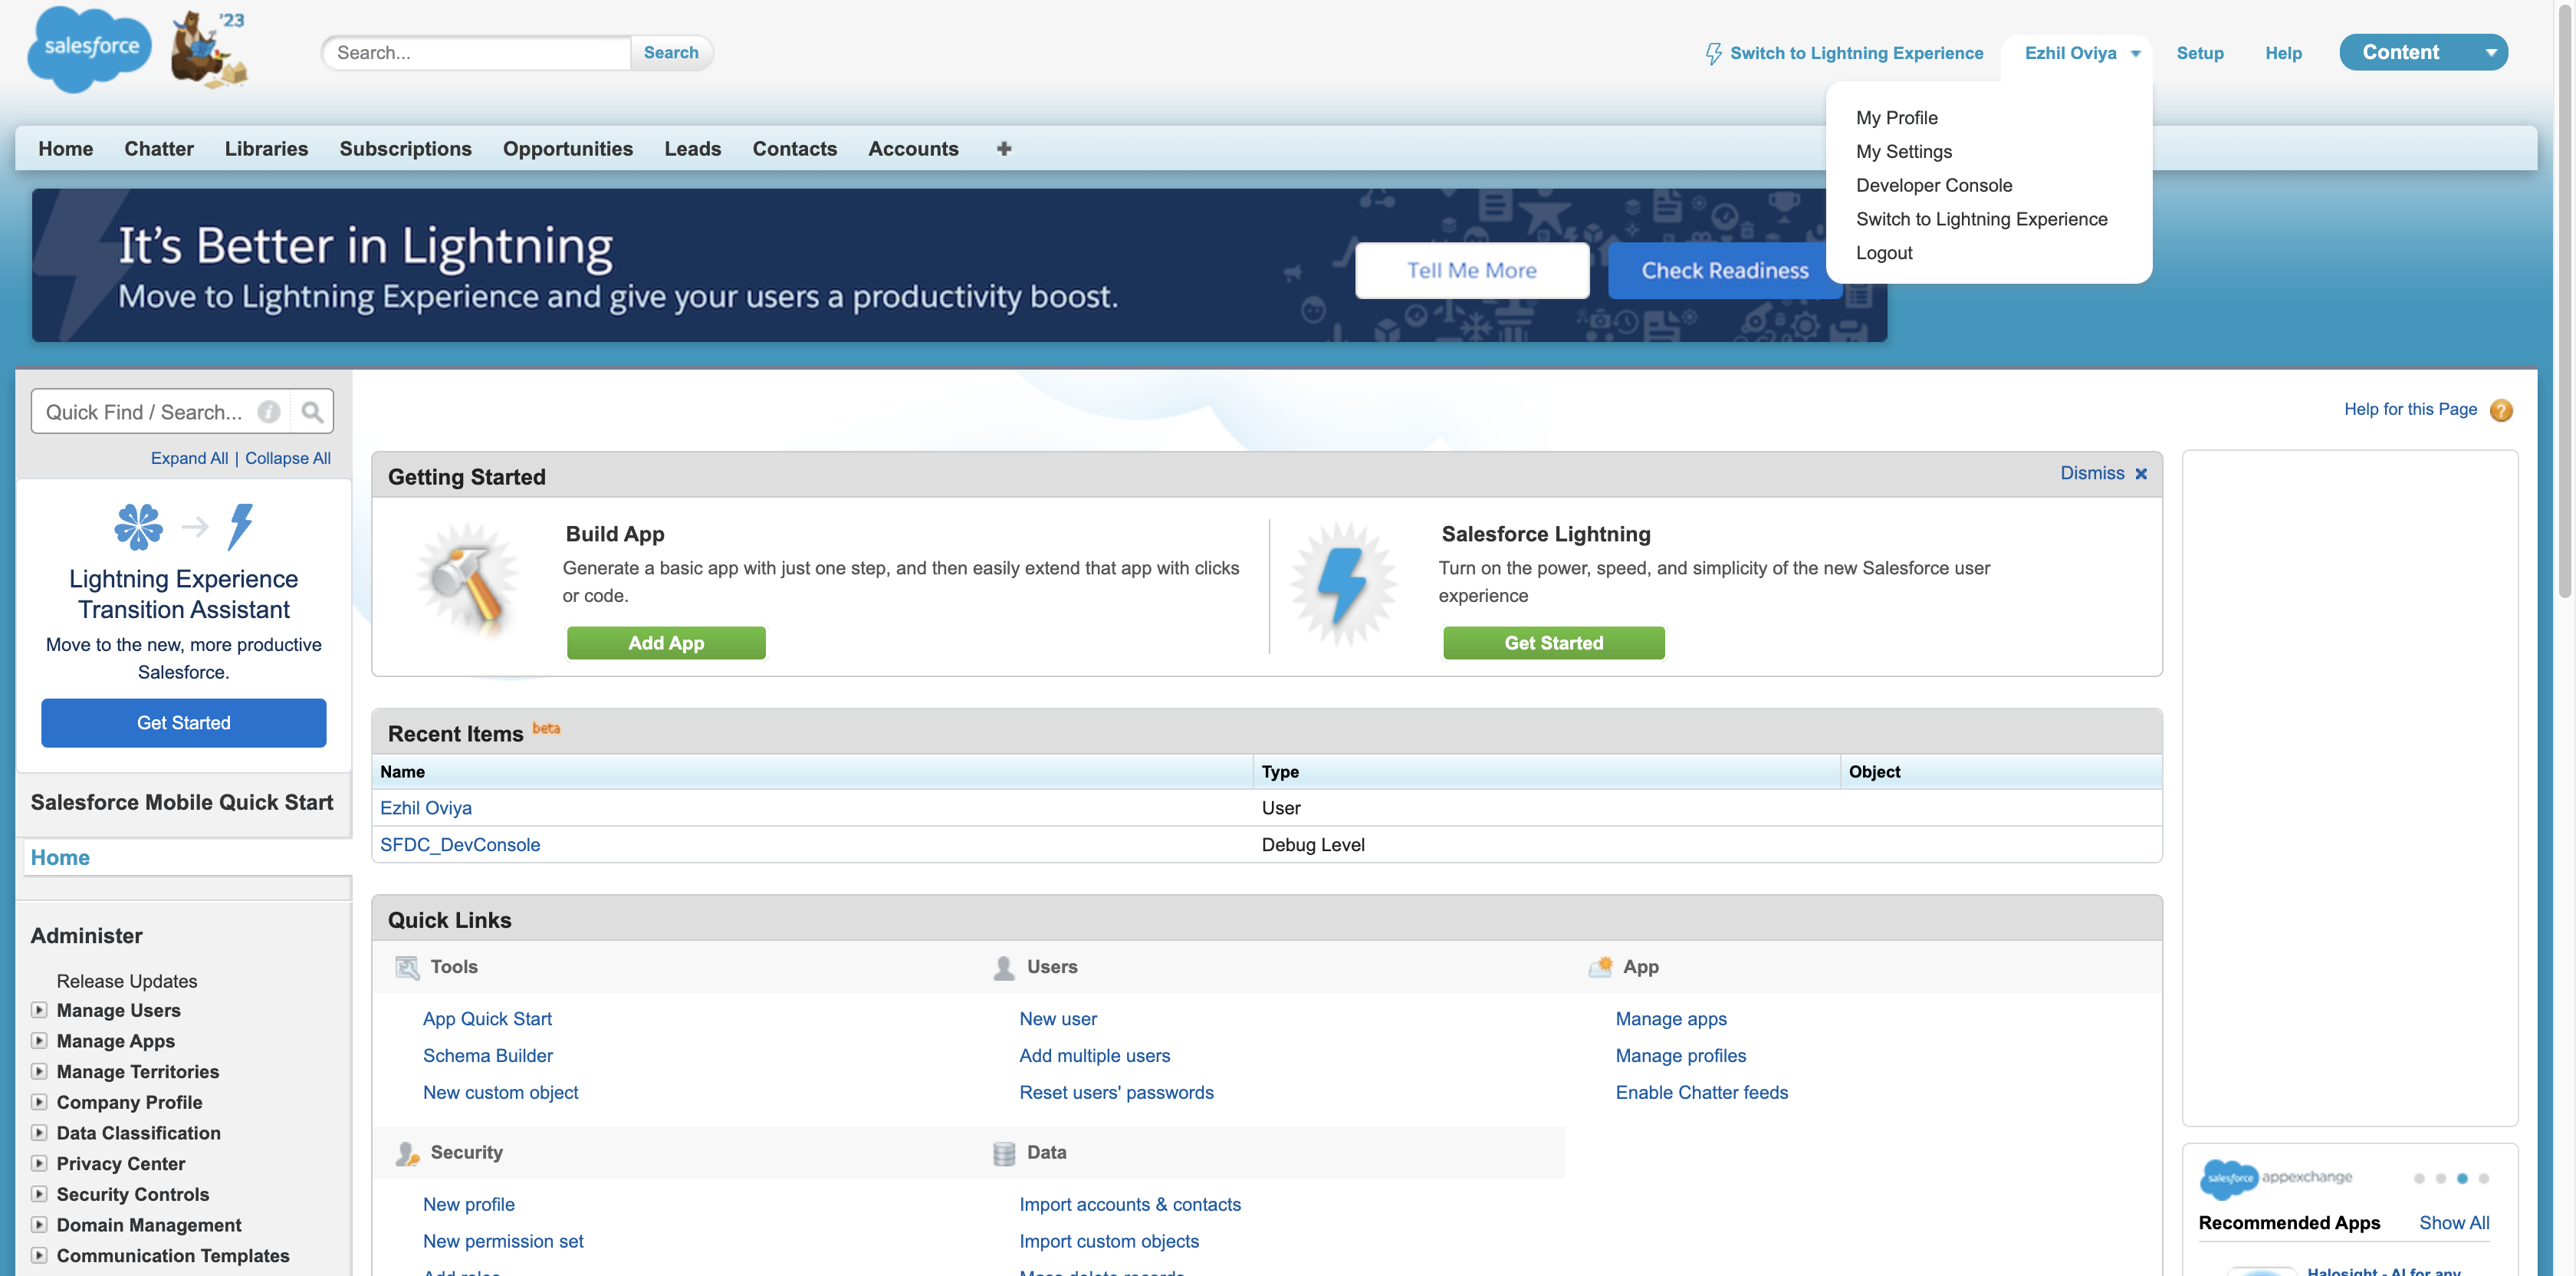 salesforce
'23
Search...
Search
Switch to Lightning Experience
Ezhil Oviya
Setup
Help
Content
My Profile
My Settings
Developer Console
Switch to Lightning Experience
Logout
Home
Chatter
Libraries
Subscriptions
Opportunities
Leads
Contacts
Accounts
It's Better in Lightning
Move to Lightning Experience and give your users a productivity boost.
Tell Me More
Check Readiness
Quick Find / Search...
Expand All | Collapse All
Lightning Experience
Transition Assistant
Move to the new, more productive
Salesforce.
Get Started
Salesforce Mobile Quick Start
Home
Administer
Release Updates
Manage Users
Manage Apps
Manage Territories
Company Profile
Data Classification
Privacy Center
Security Controls
Domain Management
Communication Templates
Help for this Page
Getting Started
Dismiss
Build App
Generate a basic app with just one step, and then easily extend that app with clicks
or code.
Add App
Salesforce Lightning
Turn on the power, speed, and simplicity of the new Salesforce user
experience
Get Started
Recent Items beta
Name
Type
Object
Ezhil Oviya
User
SFDC_DevConsole
Debug Level
Quick Links
Tools
App Quick Start
Schema Builder
New custom object
Users
New user
Add multiple users
Reset users' passwords
App
Manage apps
Manage profiles
Enable Chatter feeds
Security
New profile
New permission set
Add roles
Data
Import accounts & contacts
Import custom objects
Mass delete records
salesforce appexchange
Recommended Apps
Show All
Halosight - AI for any